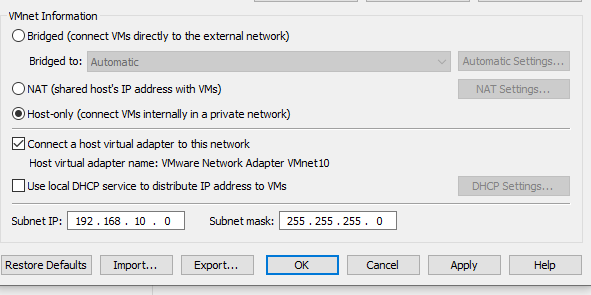 VMnet Information
Bridged (connect VMs directly to the external network)
Bridged to: Automatic Automatic Settings...
NAT (shared host's IP address with VMs) NAT Settings...
Host-only (connect VMs internally in a private network)
Connect a host virtual adapter to this network
Host virtual adapter name: VMware Network Adapter VMnet10
Use local DHCP service to distribute IP address to VMs DHCP Settings...
Subnet IP: 192 . 168 . 10 . 0 Subnet mask: 255 . 255 . 255 . 0
Restore Defaults Import... Export... OK Cancel Apply Help